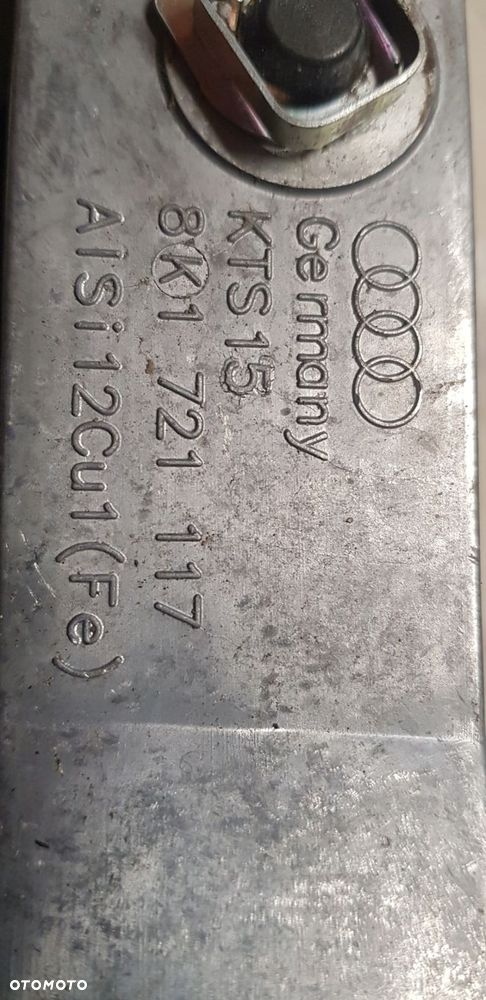 Germany
KTS 15
8K1 721 117
AlSi12Cu1(Fe)
OTOMOTO